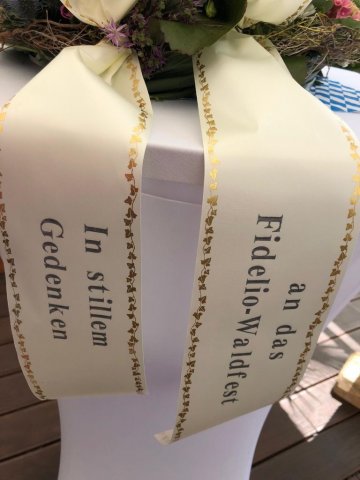 In stillem
Gedenken
an das
Fidelio-Waldfest